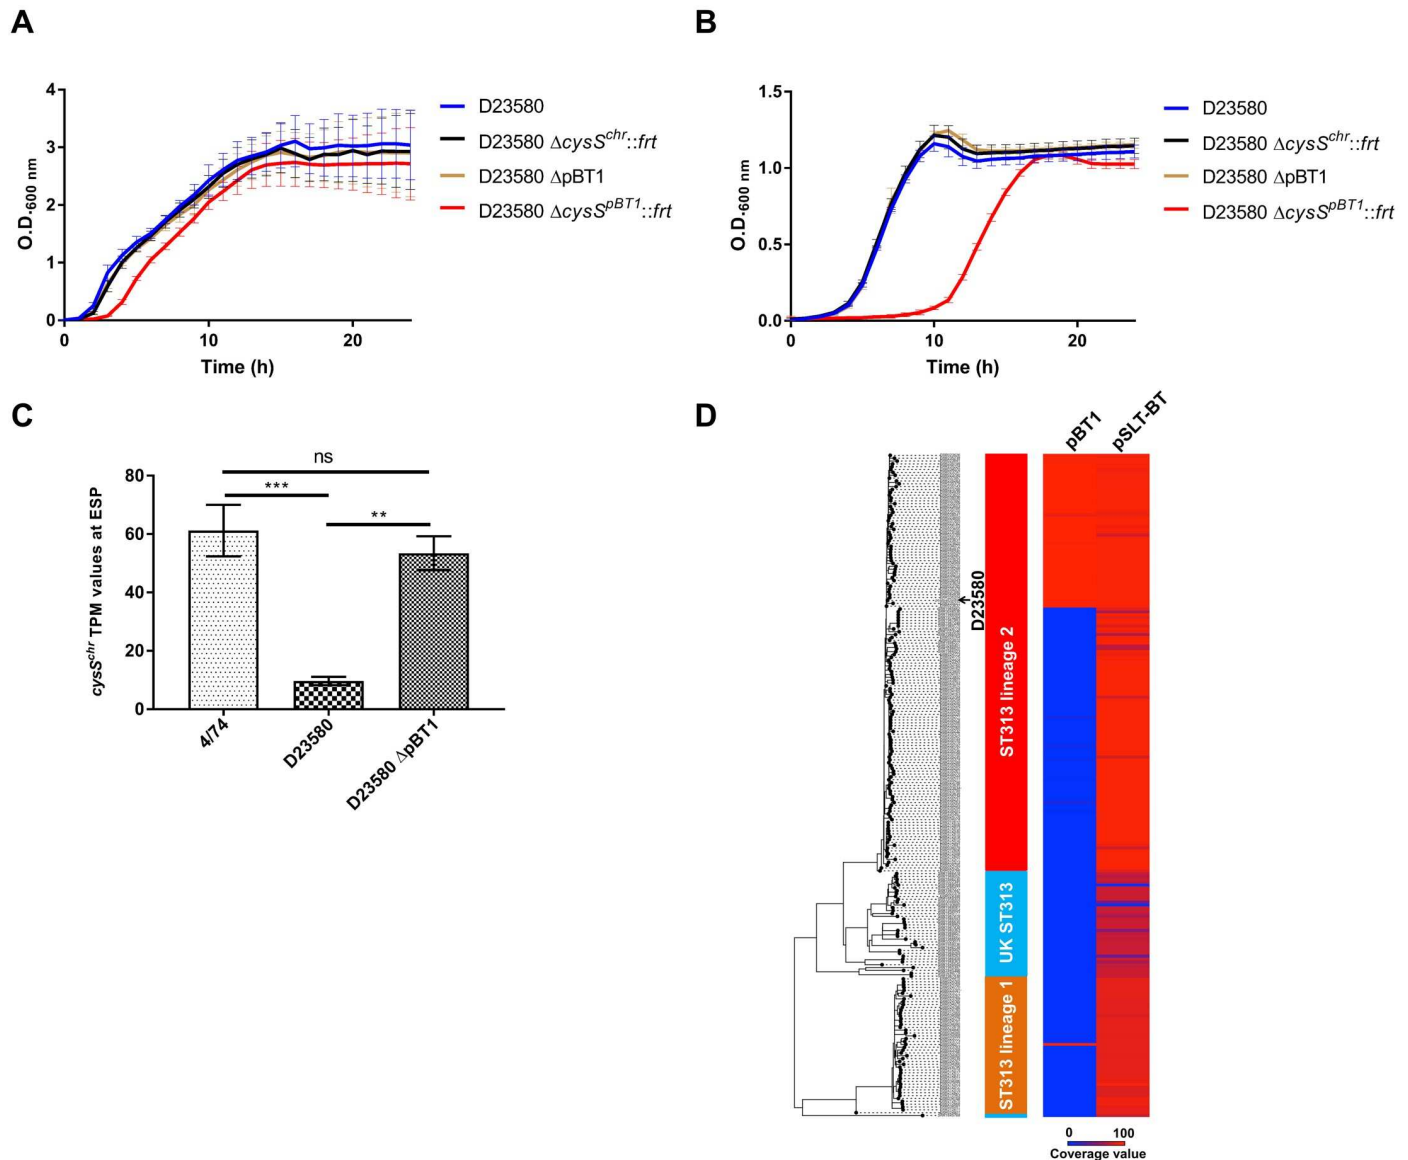 A
4
3
2
1
0
0
10
20
O.D.600 nm
Time (h)
D23580
D23580 ΔcysSchr::frt
D23580 ΔpBT1
D23580 ΔcysSpBT1::frt
B
1.5
1.0
0.5
0.0
0
10
20
O.D.600 nm
Time (h)
D23580
D23580 ΔcysSchr::frt
D23580 ΔpBT1
D23580 ΔcysSpBT1::frt
C
ns
***
**
80
60
40
20
0
cysSchr TPM values at ESP
4/74
D23580
D23580 ΔpBT1
D
pBT1
pSLT-BT
D23580
ST313 lineage 2
UK ST313
ST313 lineage 1
0 100
Coverage value